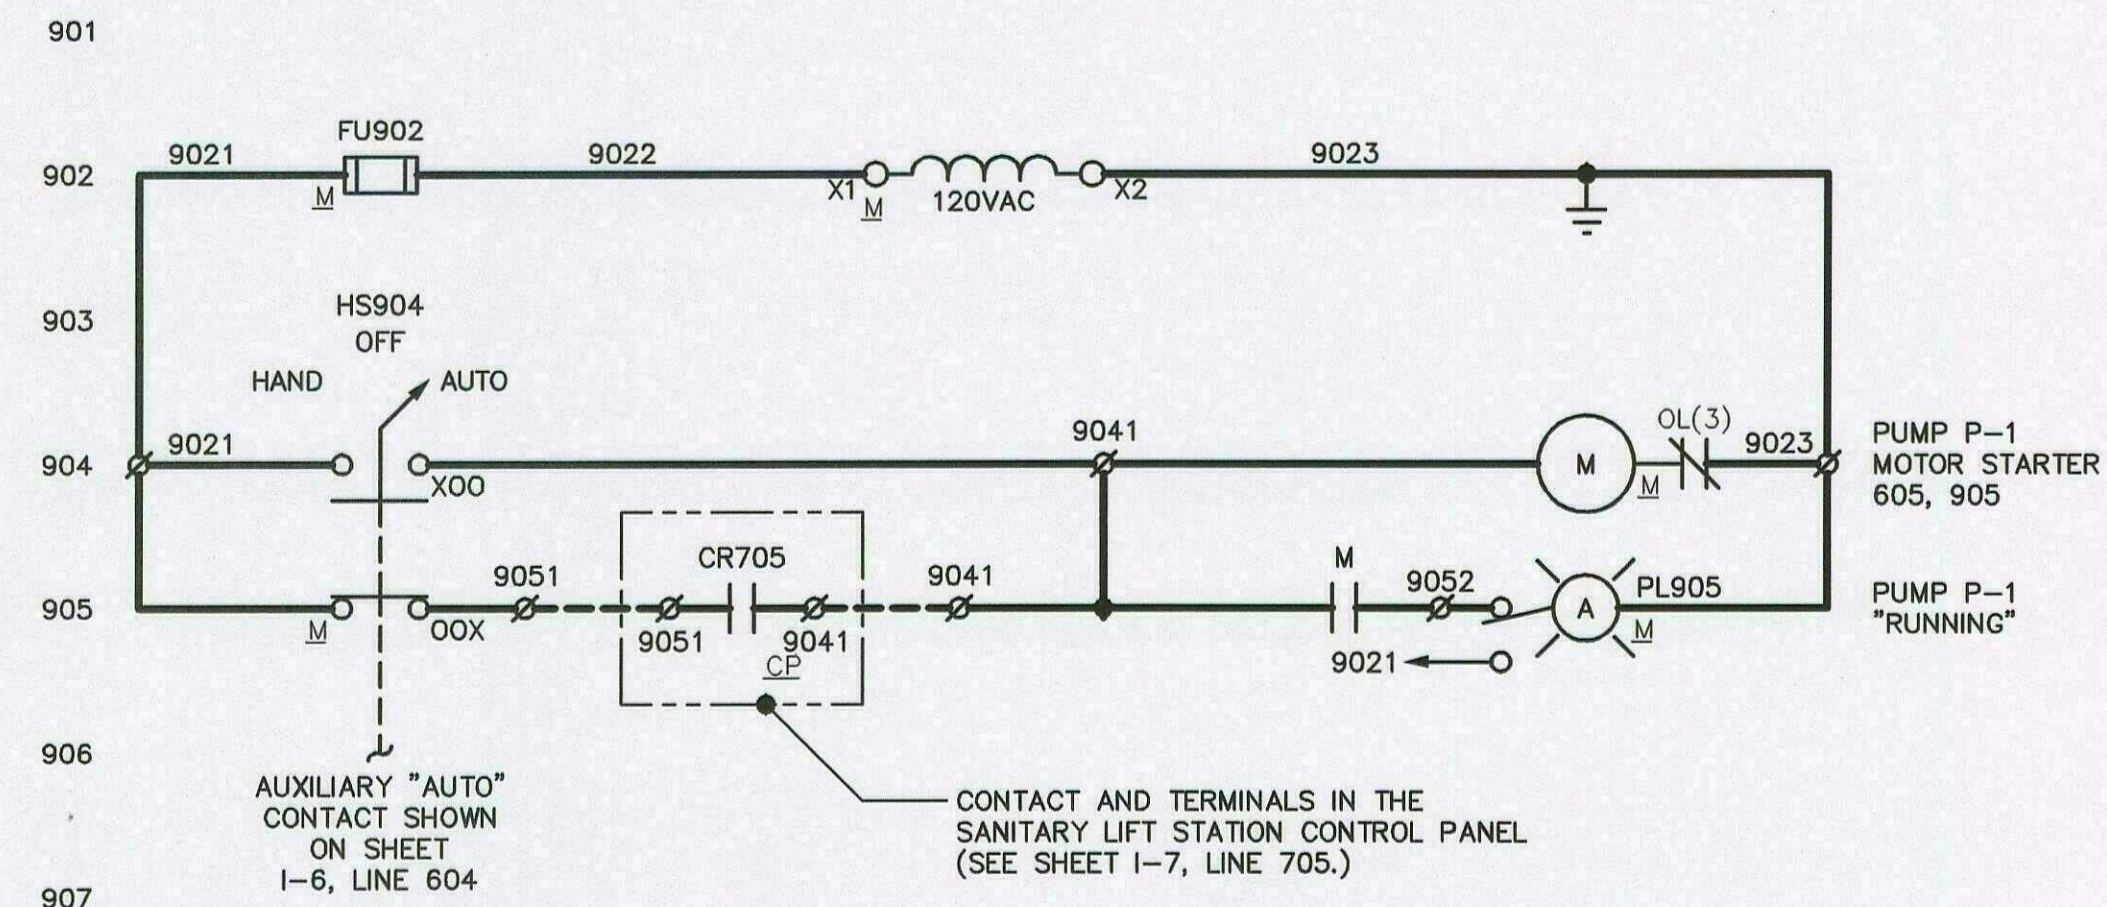 901
FU902
9021
9022
9023
902
M
X1
M
120VAC
X2
HS904
903
OFF
HAND
AUTO
9021
9041
OL(3)
9023
904
XOO
M
M
PUMP P-1
MOTOR STARTER
605, 905
CR705
M
9051
9041
9052
PL905
905
M
OOX
9051
9041
CP
A
M
9021
PUMP P-1
"RUNNING"
906
AUXILIARY "AUTO"
CONTACT SHOWN
ON SHEET
I-6, LINE 604
CONTACT AND TERMINALS IN THE
SANITARY LIFT STATION CONTROL PANEL
(SEE SHEET I-7, LINE 705.)
907